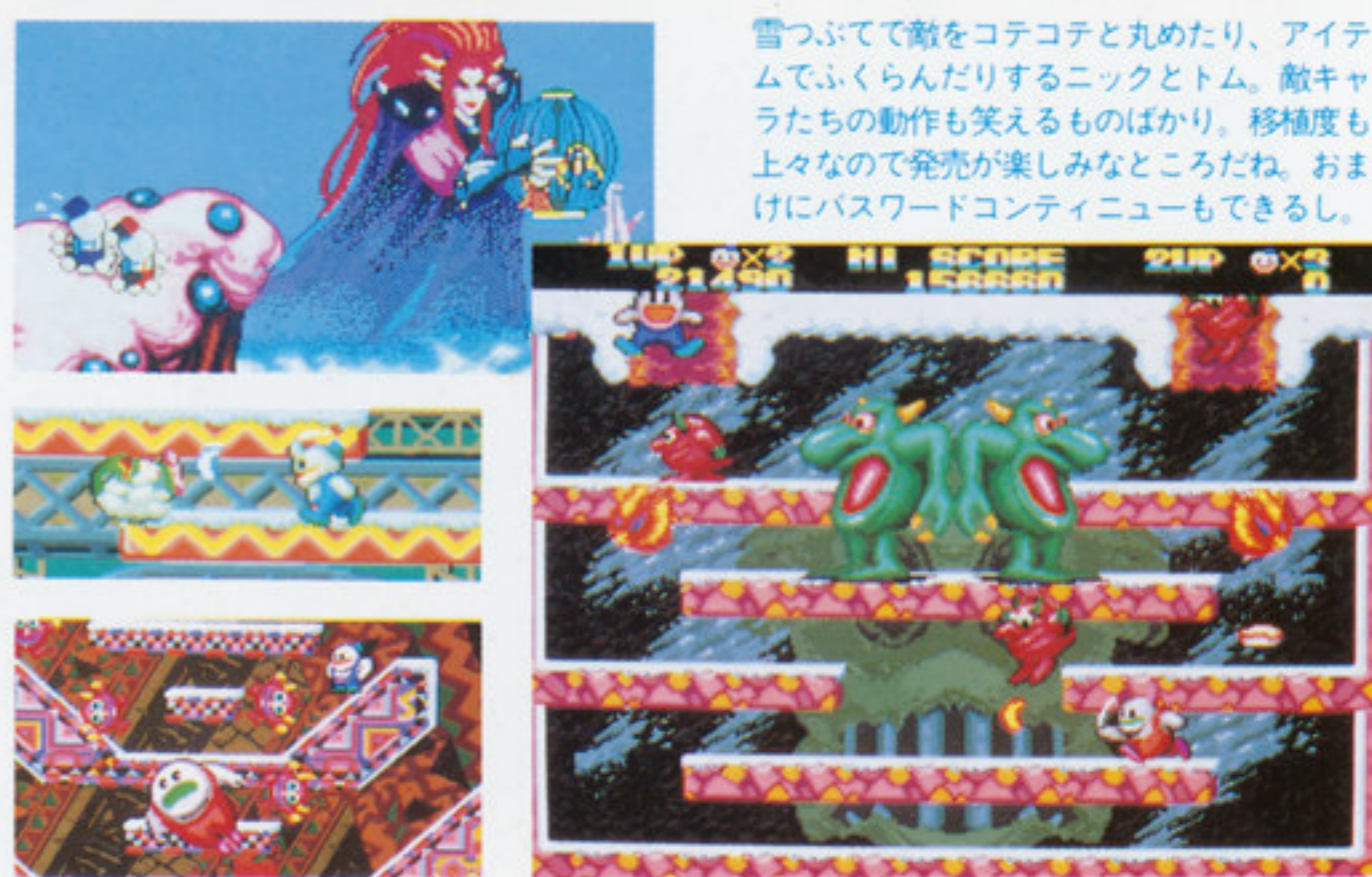 雪つぶてで敵をコテコテと丸めたり、アイテ
ムでふくらんだりするニックとトム。敵キャ
ラたちの動作も笑えるものばかり。移植度も
上々なので発売が楽しみなところだね。おま
けにパスワードコンティニューもできるし。
1UP ×2 HI SCORE 2UP ×3
21490 158880 0